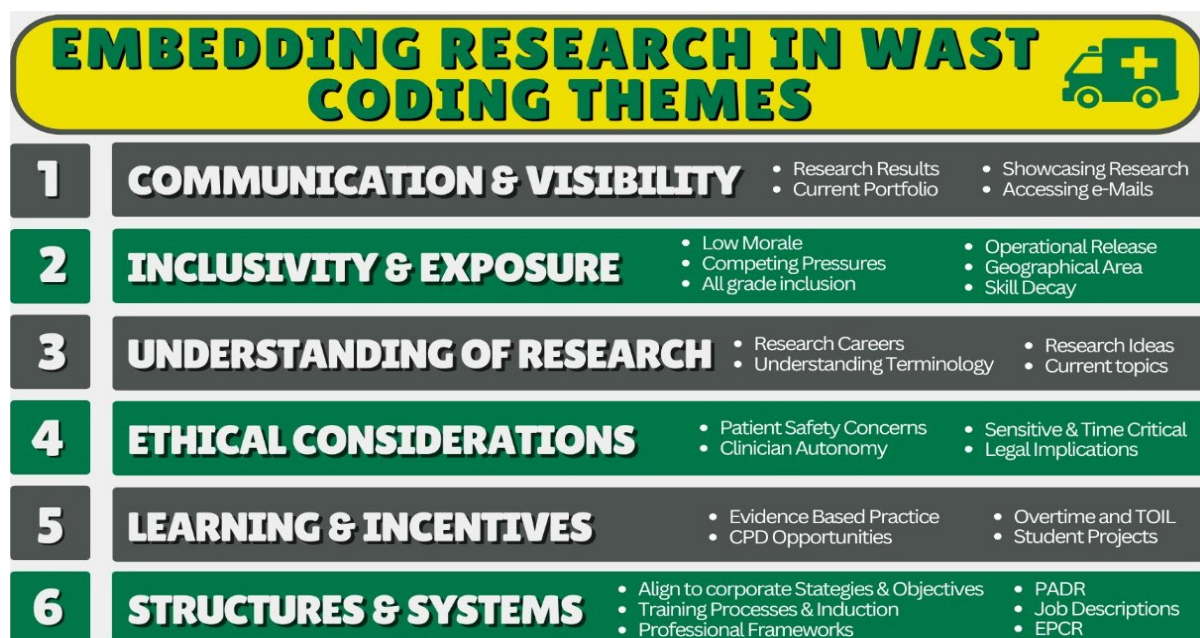 EMBEDDING RESEARCH IN WAST
CODING THEMES
1
COMMUNICATION & VISIBILITY
• Research Results
• Current Portfolio
• Showcasing Research
• Accessing e-Mails
2
INCLUSIVITY & EXPOSURE
• Low Morale
• Competing Pressures
• All grade inclusion
• Operational Release
• Geographical Area
• Skill Decay
3
UNDERSTANDING OF RESEARCH
• Research Careers
• Understanding Terminology
• Research Ideas
• Current topics
4
ETHICAL CONSIDERATIONS
• Patient Safety Concerns
• Clinician Autonomy
• Sensitive & Time Critical
• Legal Implications
5
LEARNING & INCENTIVES
• Evidence Based Practice
• CPD Opportunities
• Overtime and TOIL
• Student Projects
6
STRUCTURES & SYSTEMS
• Align to corporate Stategies & Objectives
• Training Processes & Induction
• Professional Frameworks
• PADR
• Job Descriptions
• EPCR